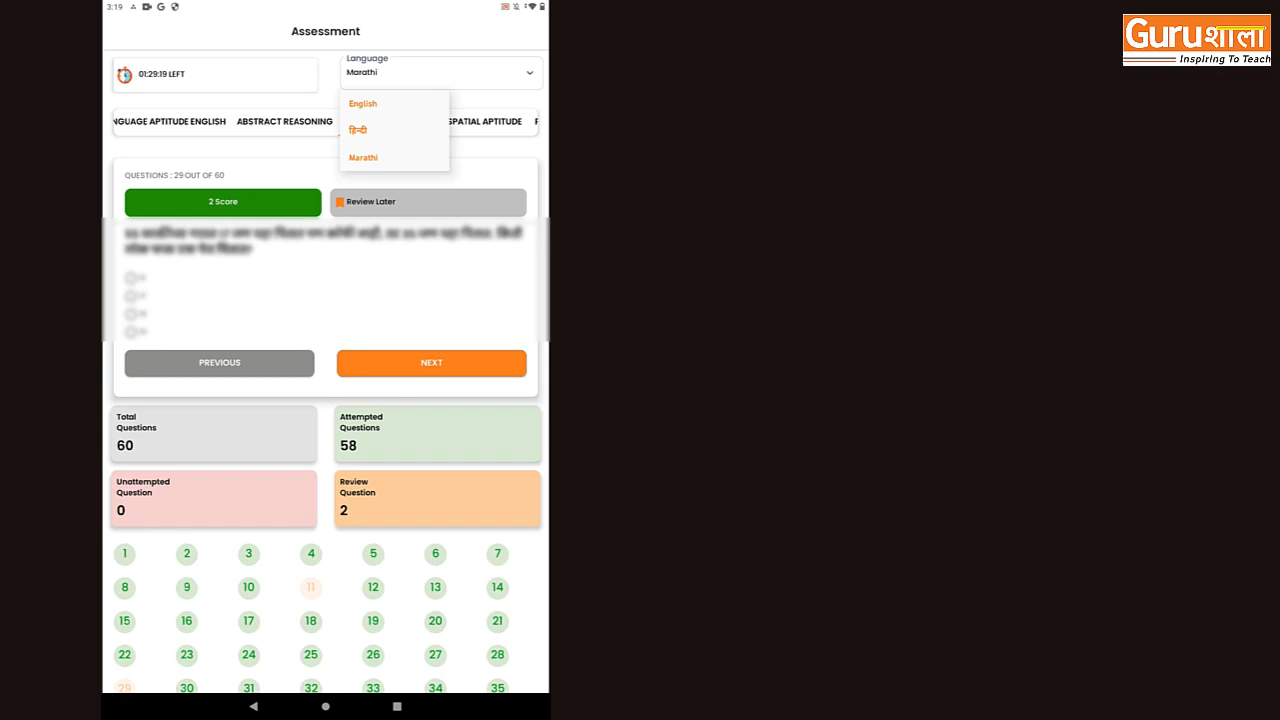 3:19
Guruशाला
Inspiring To Teach
Assessment
01:29:19 LEFT
Language
Marathi
English
हिन्दी
Marathi
NGUAGE APTITUDE ENGLISH ABSTRACT REASONING SPATIAL APTITUDE
QUESTIONS : 29 OUT OF 60
2 Score
Review Later
PREVIOUS
NEXT
Total
Questions
60
Attempted
Questions
58
Unattempted
Question
0
Review
Question
2
1 2 3 4 5 6 7
8 9 10 11 12 13 14
15 16 17 18 19 20 21
22 23 24 25 26 27 28
29 30 31 32 33 34 35